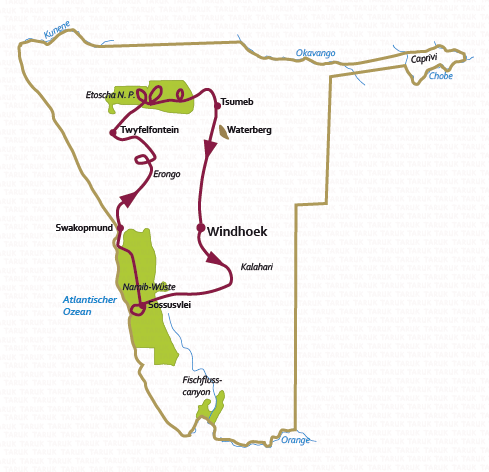 Kunene
Okavango
Caprivi
Chobe
Etoscha N. P.
Tsumeb
Twyfelfontein
Waterberg
Erongo
Swakopmund
Windhoek
Kalahari
Namib-Wüste
Atlantischer
Ozean
Sossusvlei
Fischfluss-
canyon
Orange